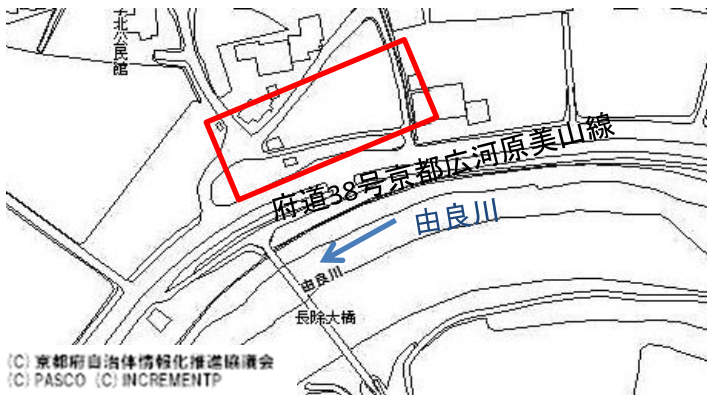 北公民館
府道38号京都広河原美山線
由良川
由良川
長除大橋
(C) 京都府自治体情報化推進協議会
(C) PASCO (C) INCREMENTP